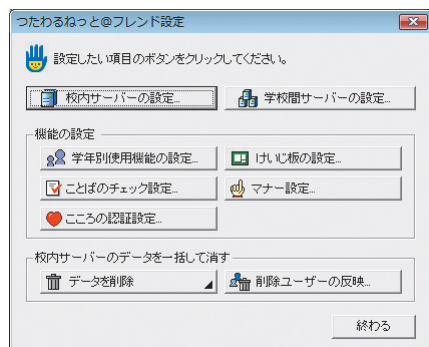 つたわるねっと@フレンド設定
設定したい項目のボタンをクリックしてください。
校内サーバーの設定...
学校間サーバーの設定...
機能の設定
学年別使用機能の設定...
けいじ板の設定...
ことばのチェック設定...
マナー設定...
こころの認証設定...
校内サーバーのデータを一括して消す
データを削除
削除ユーザーの反映...
終わる